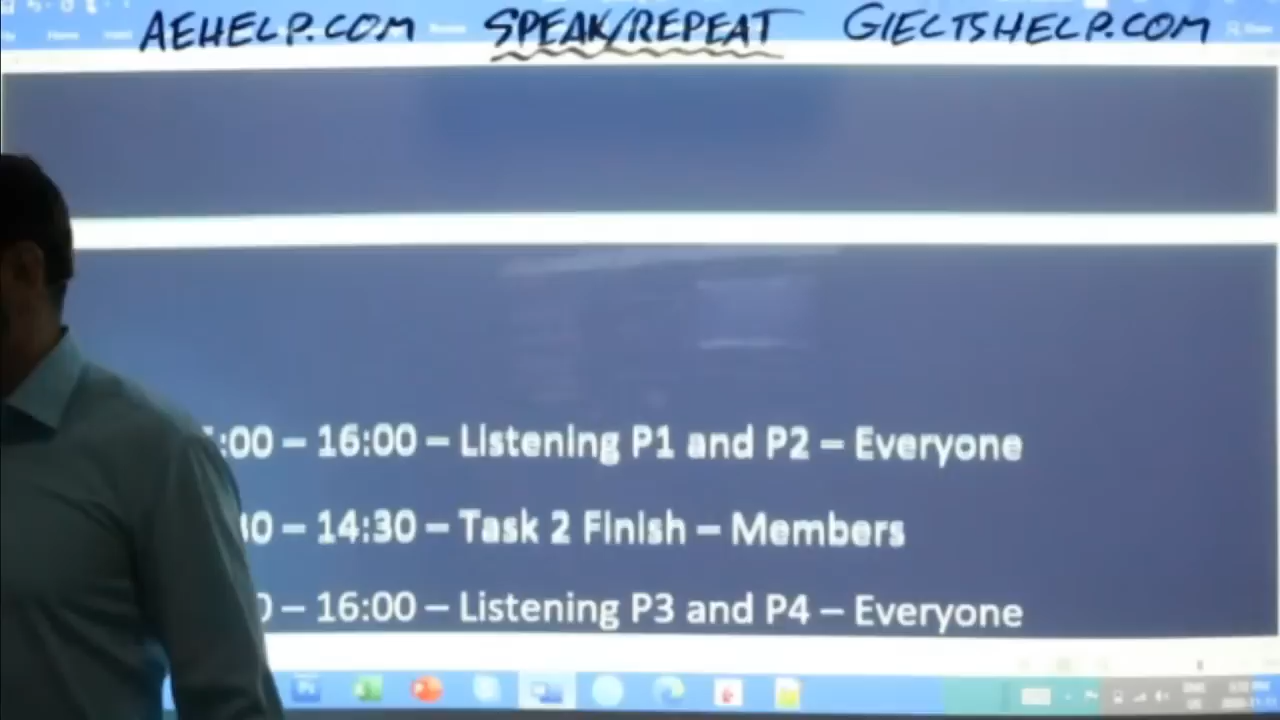 AEHELP.COM SPEAK/REPEAT GIELTSHELP.COM
:00 – 16:00 – Listening P1 and P2 – Everyone
0 – 14:30 – Task 2 Finish – Members
0 – 16:00 – Listening P3 and P4 – Everyone